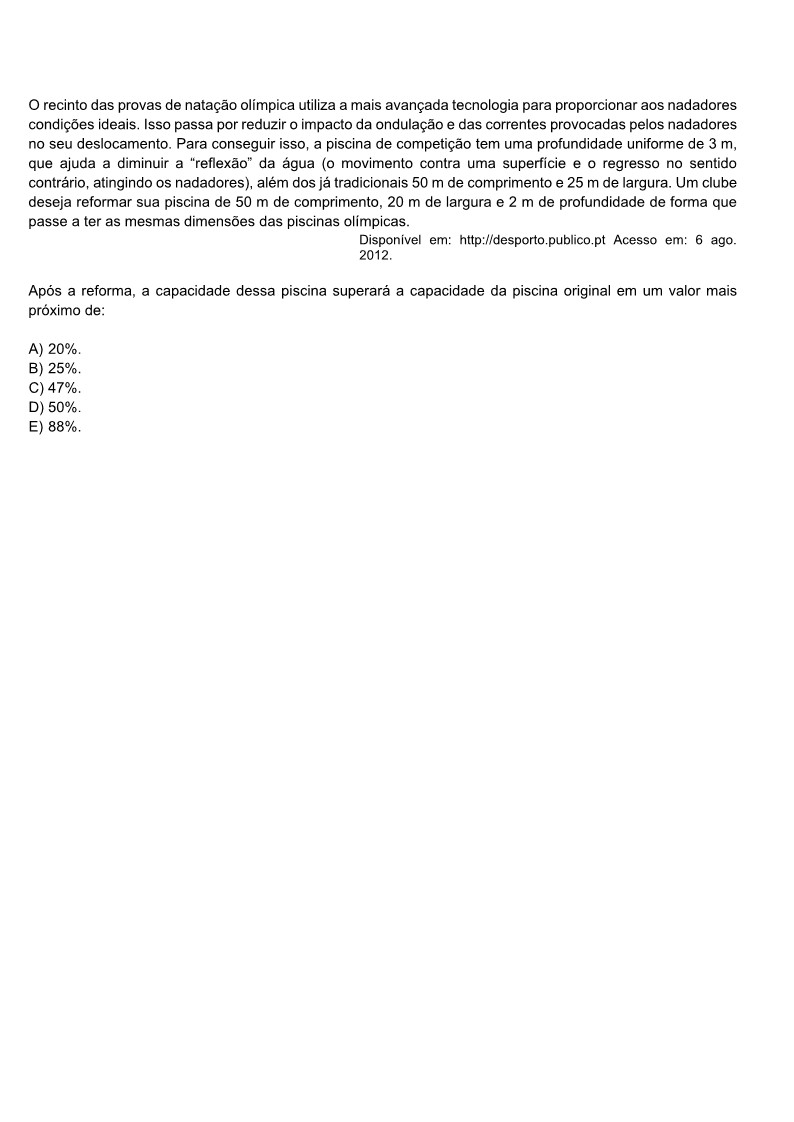 O recinto das provas de natação olímpica utiliza a mais avançada tecnologia para proporcionar aos nadadores
condições ideais. Isso passa por reduzir o impacto da ondulação e das correntes provocadas pelos nadadores
no seu deslocamento. Para conseguir isso, a piscina de competição tem uma profundidade uniforme de 3 m,
que ajuda a diminuir a “reflexão” da água (o movimento contra uma superfície e o regresso no sentido
contrário, atingindo os nadadores), além dos já tradicionais 50 m de comprimento e 25 m de largura. Um clube
deseja reformar sua piscina de 50 m de comprimento, 20 m de largura e 2 m de profundidade de forma que
passe a ter as mesmas dimensões das piscinas olímpicas.
Disponível em: http://desporto.publico.pt Acesso em: 6 ago.
2012.
Após a reforma, a capacidade dessa piscina superará a capacidade da piscina original em um valor mais
próximo de:
A) 20%.
B) 25%.
C) 47%.
D) 50%.
E) 88%.